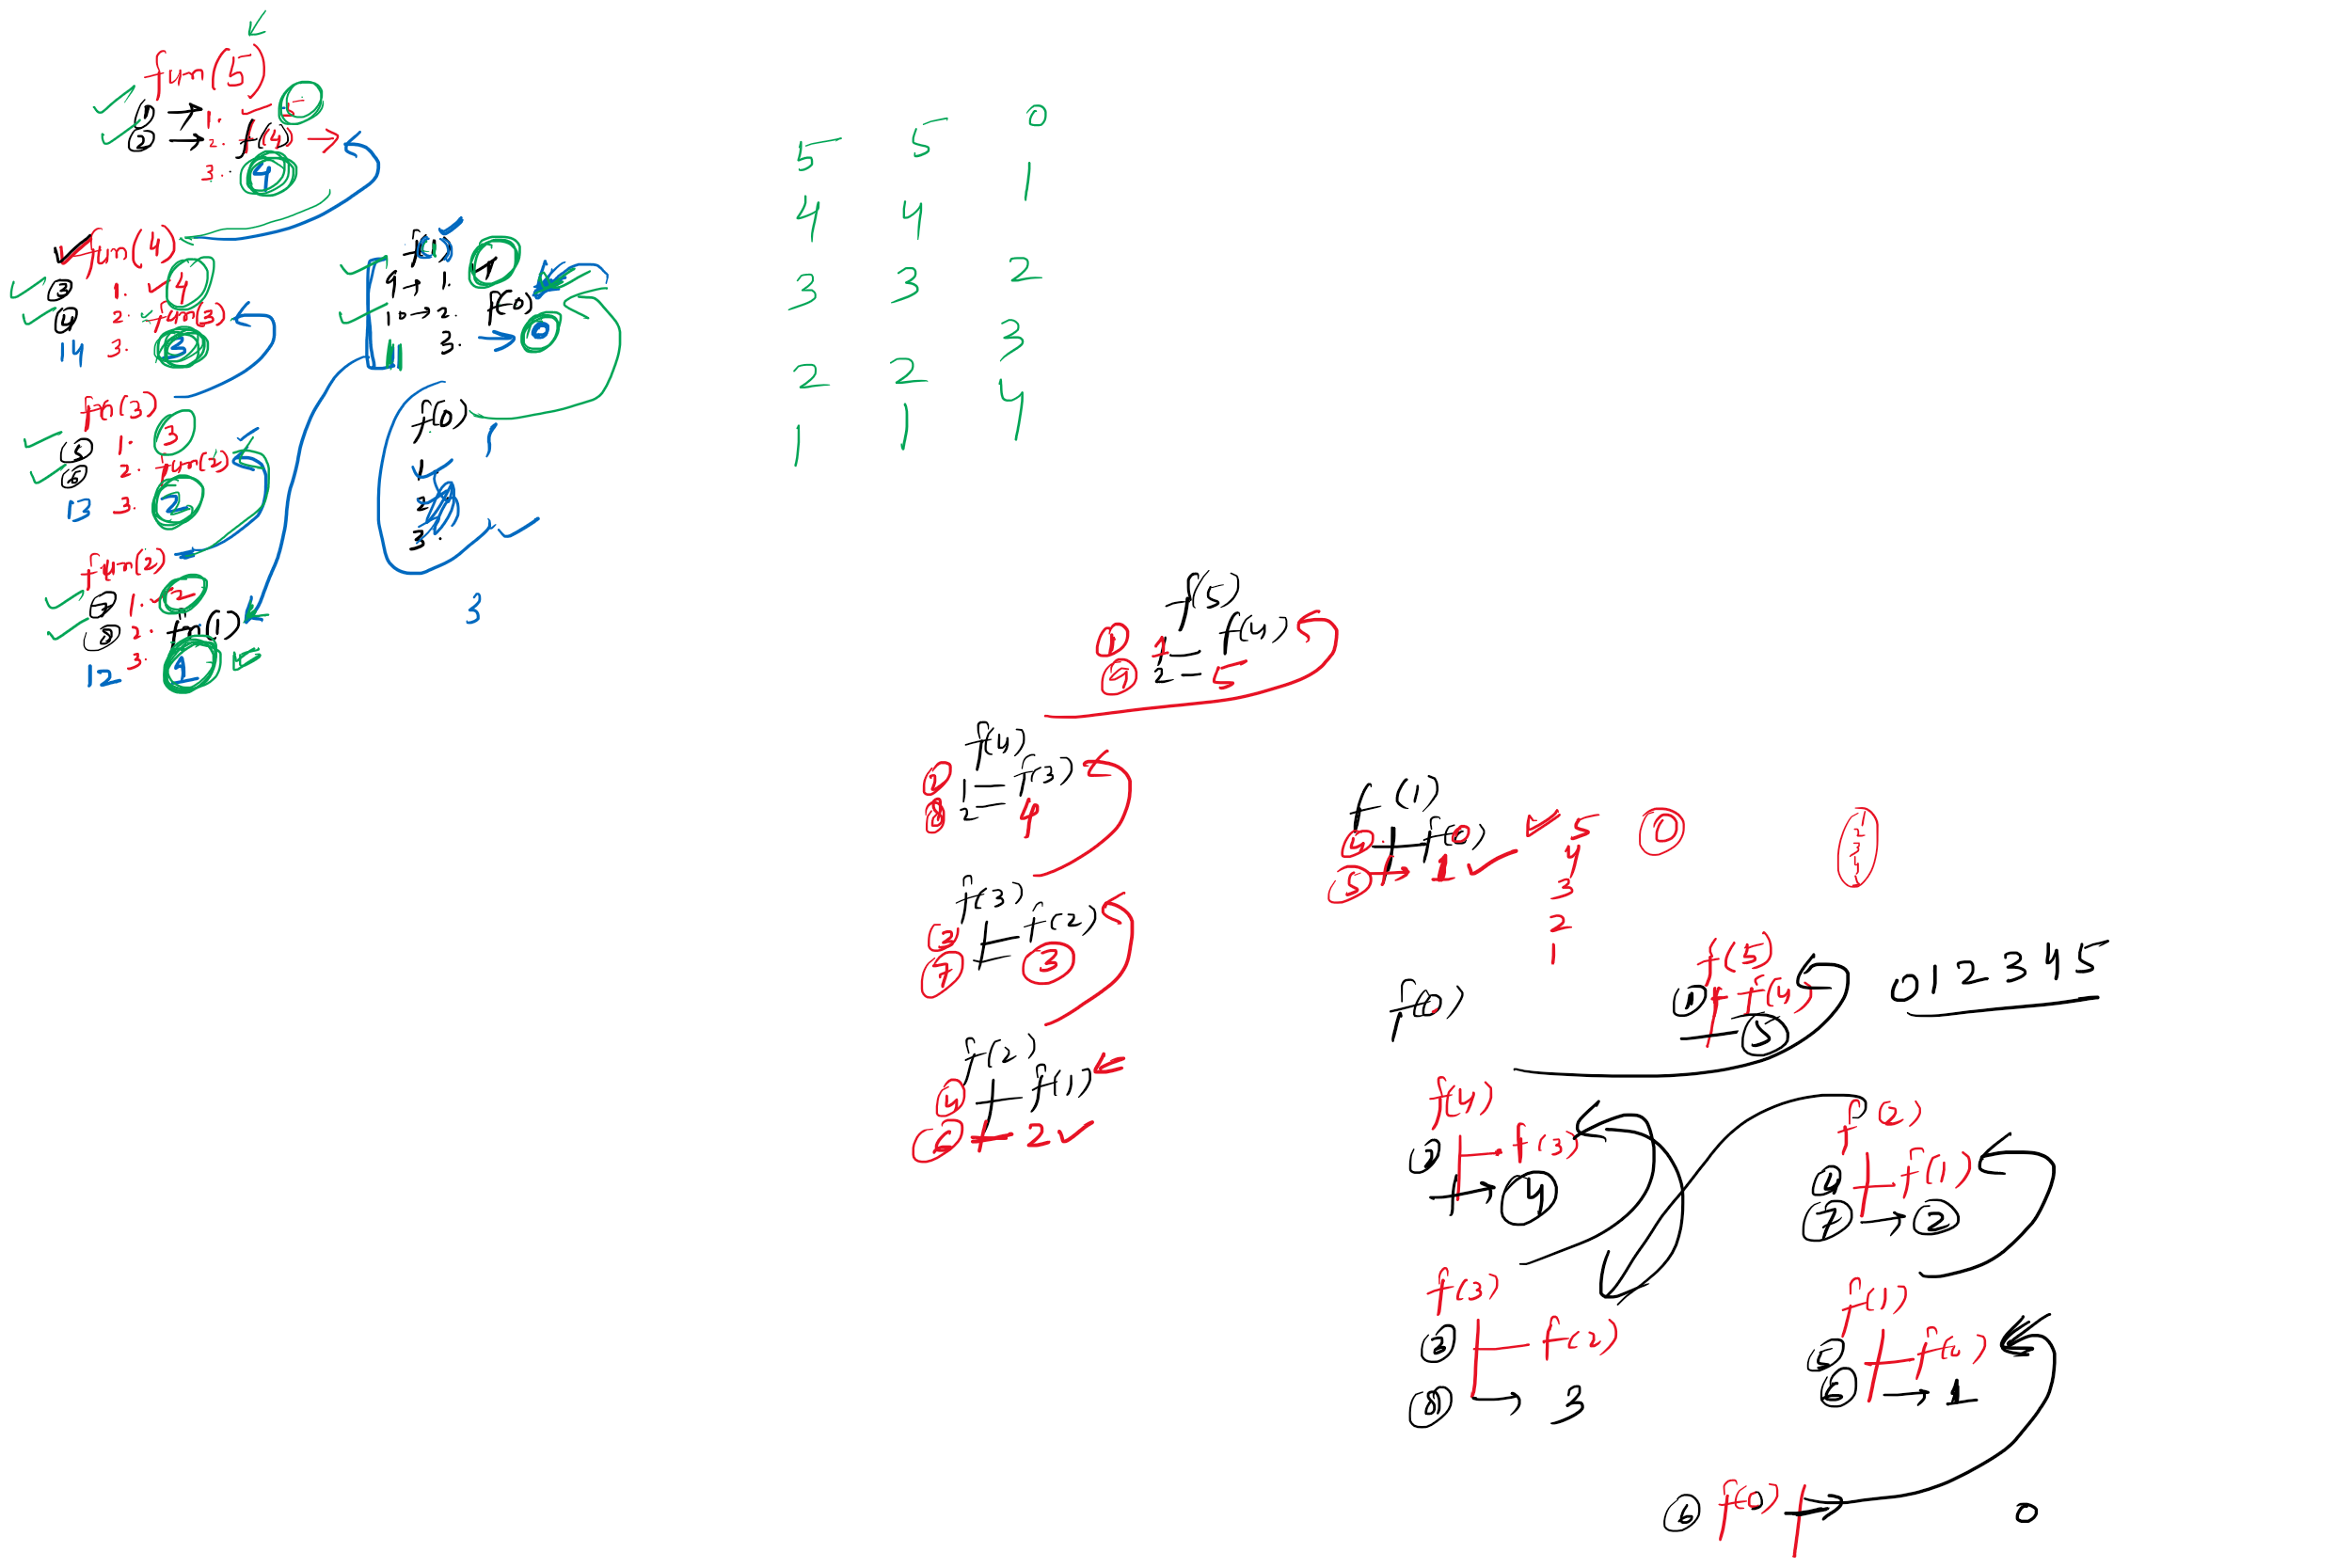 fun(5)
① → 1. 5
② → 2. f(4) →
3. 4
fun(4)
③ 1. 4
④ 2. fun(3)
14 3. 3
fn(3)
⑤ 1. 3
⑥ 2. fun(2)
13 3. 2
fun(2)
⑦ 1. 2
⑧ 2. fn(1)
12 3. 1
f(1)
9 → 1. 1
10 → 2. f(0)
11 3. → 0
f(0)
1.
2
3.
3
5 5 0
4 4 1
3 3 2
2 2 3
1 1 4
f(5)
① 1 — f(4)
⑨ 2 — 5
f(4)
② 1 — f(3)
⑧ 2 — 4
f(3)
③ f(2)
⑦ 3
f(2)
④ f(1)
⑥ 2
f(1)
f(0)
⑤ → 1
5
4
3
2
1
0
1
2
3
4
f(0)
f(5)
① f(4)
5
0 1 2 3 4 5
f(4)
② f(3)
→ 4
f(3)
③ f(2)
⑧ → 3
f(2)
④ f(1)
⑦ → 2
f(1)
⑤ f(0)
⑥ → 1
⑥ f(0) →
0